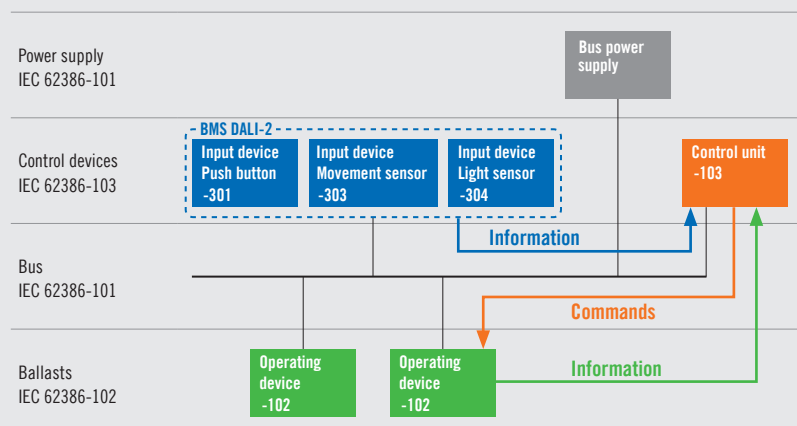 Power supply
IEC 62386-101
Bus power
supply
Control devices
IEC 62386-103
BMS DALI-2
Input device
Push button
-301
Input device
Movement sensor
-303
Input device
Light sensor
-304
Control unit
-103
Information
Bus
IEC 62386-101
Commands
Ballasts
IEC 62386-102
Operating
device
-102
Operating
device
-102
Information